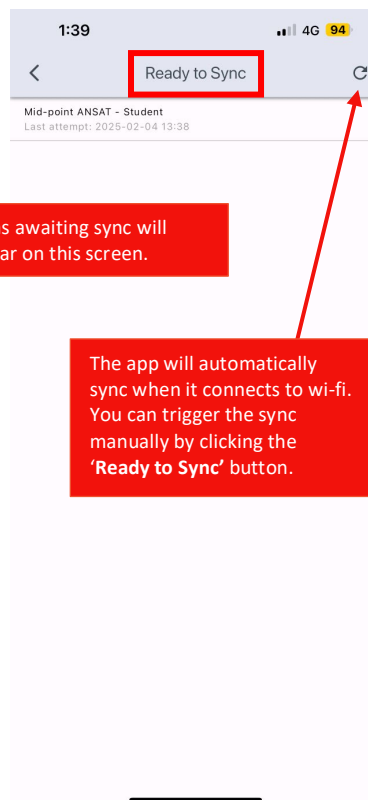 1:39 4G 94
Ready to Sync
Mid-point ANSAT - Student
Last attempt: 2025-02-04 13:38
awaiting sync will
on this screen.
The app will automatically
sync when it connects to wi-fi.
You can trigger the sync
manually by clicking the
‘Ready to Sync’ button.